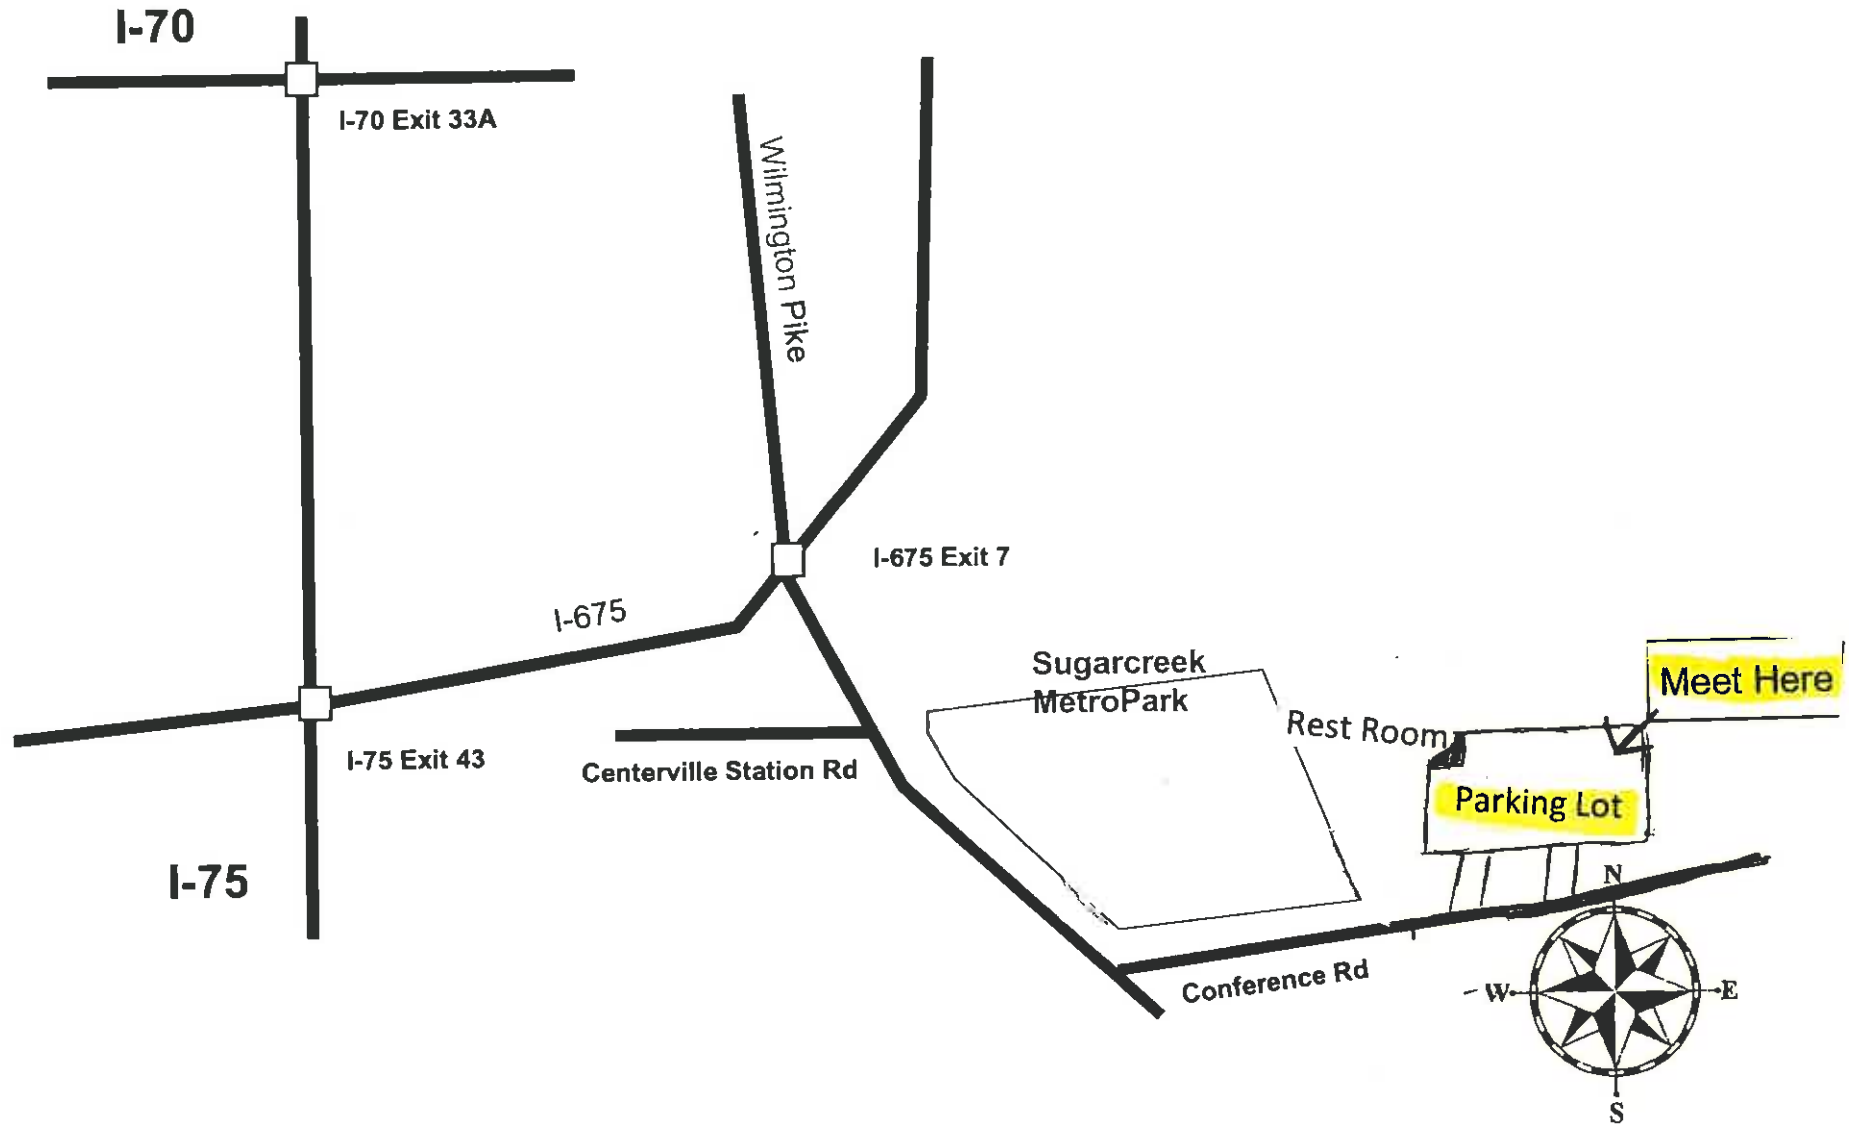 I-70
I-70 Exit 33A
Wilmington Pike
I-675 Exit 7
I-675
Sugarcreek
MetroPark
Meet Here
Rest Room
I-75 Exit 43
Centerville Station Rd
Parking Lot
I-75
N
Conference Rd
W
E
S